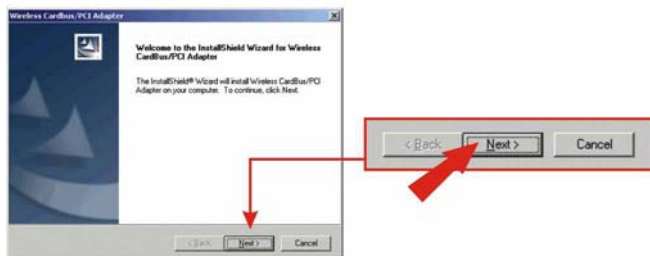 Wireless Cardbus/PCI Adapter
Welcome to the InstallShield Wizard for Wireless
CardBus/PCI Adapter
The InstallShield® Wizard will install Wireless CardBus/PCI
Adapter on your computer. To continue, click Next.
< Back Next > Cancel
< Back Next > Cancel